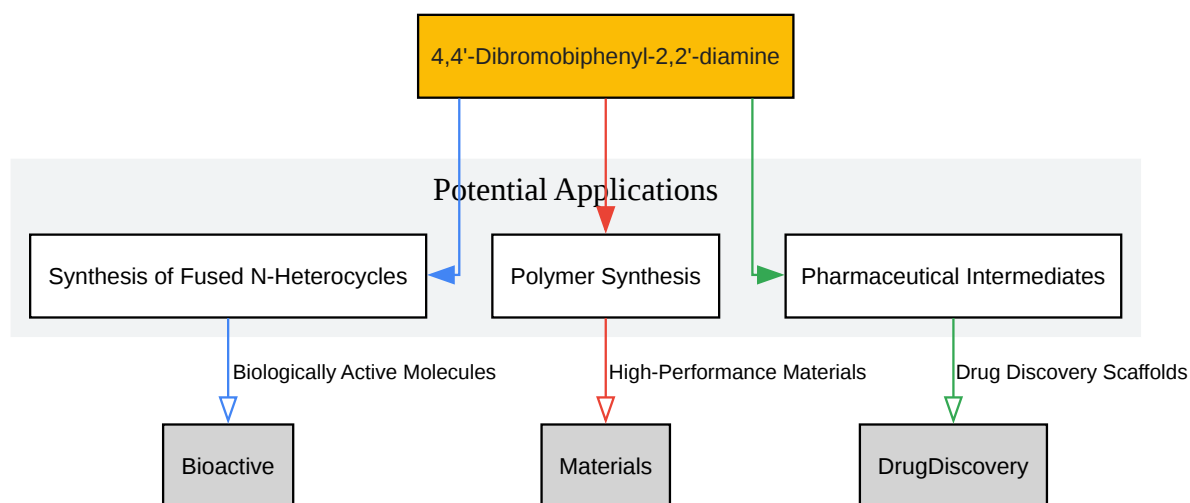 4,4'-Dibromobiphenyl-2,2'-diamine
Potential Applications
Synthesis of Fused N-Heterocycles
Polymer Synthesis
Pharmaceutical Intermediates
Biologically Active Molecules
High-Performance Materials
Drug Discovery Scaffolds
Bioactive
Materials
DrugDiscovery